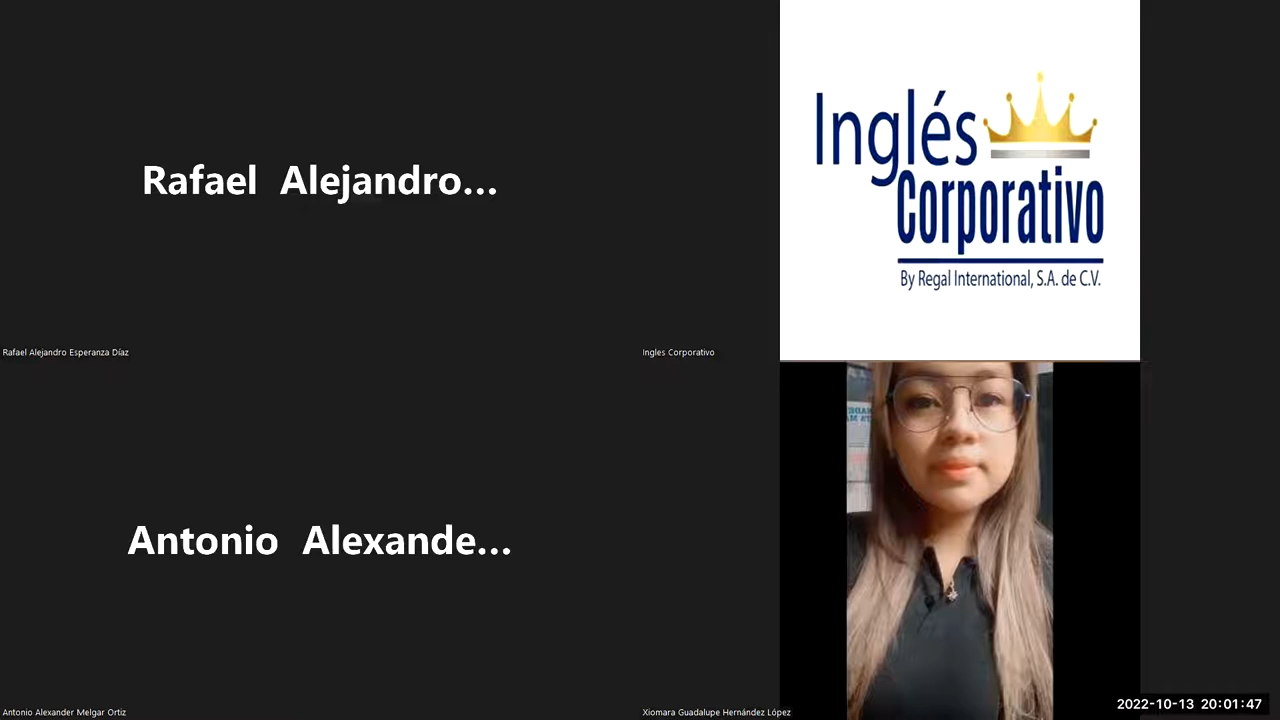 Rafael Alejandro...
Rafael Alejandro Esperanza Díaz
Inglés
Corporativo
By Regal International, S.A. de C.V.
Ingles Corporativo
Antonio Alexande...
Antonio Alexander Melgar Ortiz
Xiomara Guadalupe Hernández López
2022-10-13 20:01:47